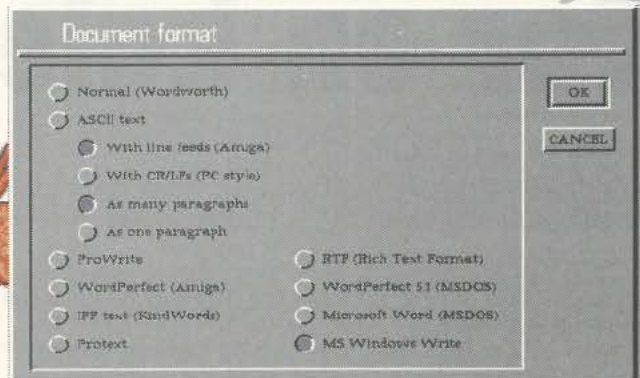 Document format
Normal (Wordworth)
ASCII text
With line feeds (Amiga)
With CR/LFs (PC style)
As many paragraphs
As one paragraph
ProWrite
WordPerfect (Amiga)
IFF text (KindWords)
Protext
RTF (Rich Text Format)
WordPerfect 5.1 (MSDOS)
Microsoft Word (MSDOS)
MS Windows Write
OK
CANCEL